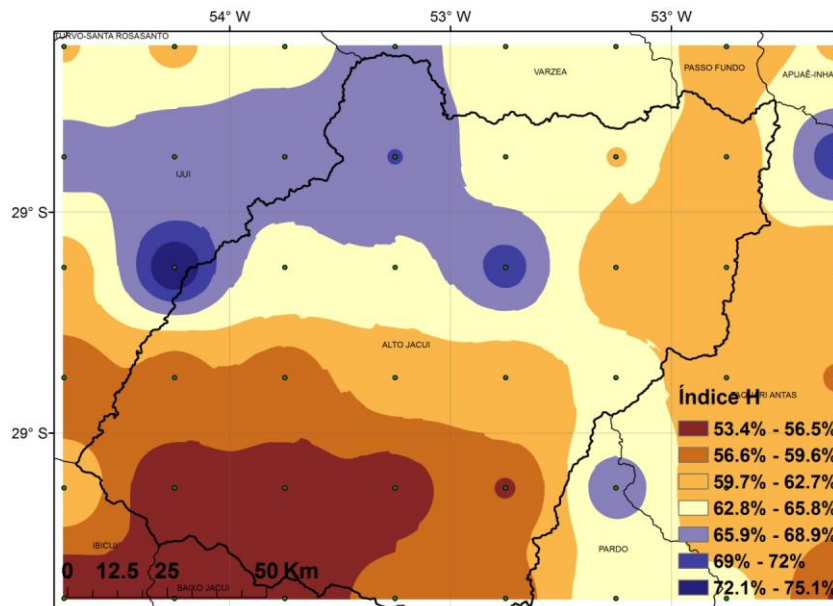 54° W 53° W 53° W
TURVO-SANTA ROSASANTO
VARZEA
PASSO FUNDO
APUAÊ-INHA
IJUI
29° S
ALTO JACUI
Índice H
29° S
53.4% - 56.5%
56.6% - 59.6%
59.7% - 62.7%
62.8% - 65.8%
65.9% - 68.9%
69% - 72%
72.1% - 75.1%
IBICUI
PARDO
0 12.5 25 50 Km
BAIXO JACUI